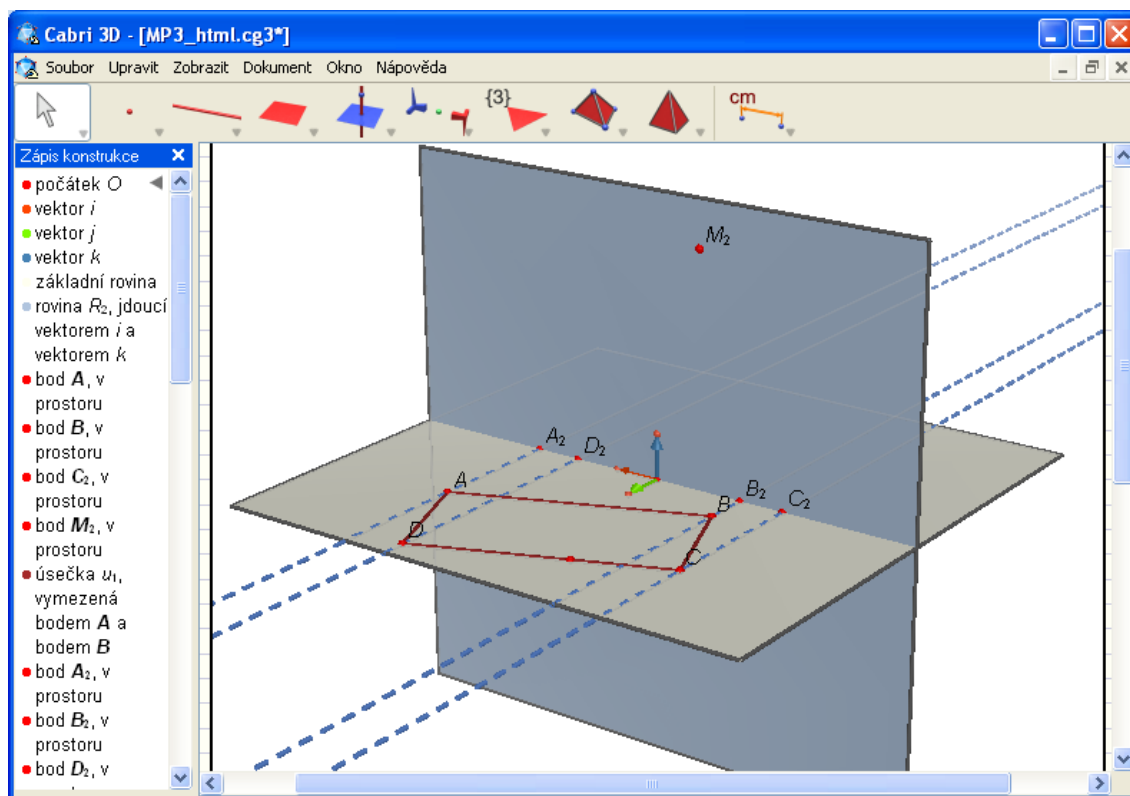 Cabri 3D - [MP3_html.cg3*]
Soubor Upravit Zobrazit Dokument Okno Nápověda
{3}
cm
Zápis konstrukce
počátek O
vektor i
vektor j
vektor k
základní rovina
rovina R₂, jdoucí
vektorem i a
vektorem k
bod A, v
prostoru
bod B, v
prostoru
bod C₂, v
prostoru
bod M₂, v
prostoru
úsečka u₁,
vymezená
bodem A a
bodem B
bod A₂, v
prostoru
bod B₂, v
prostoru
bod D₂, v
M₂
A₂
D₂
A
B₂
B
C₂
D
C